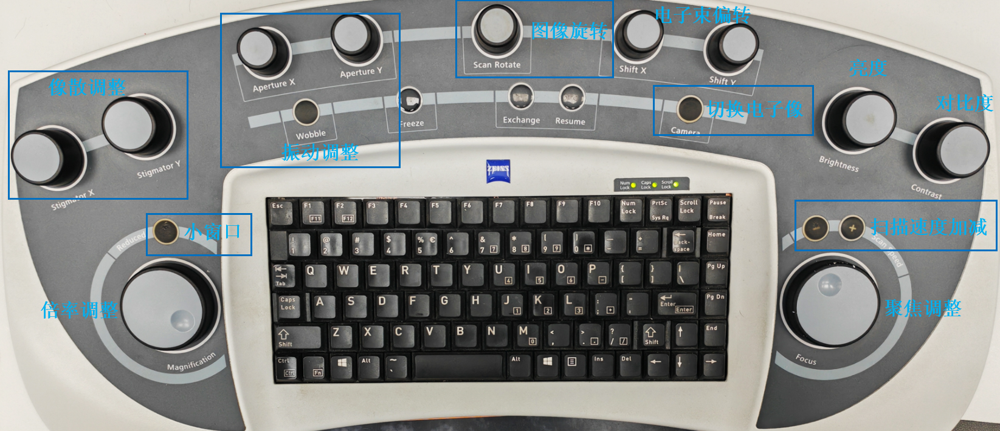 电子束偏转
图像旋转
Scan Rotate
Aperture X
Aperture Y
Shift X
Shift Y
亮度
像散调整
对比度
切换电子像
Wobble
Freeze
Exchange
Resume
Camera
振动调整
Stigmator Y
Stigmator X
Brightness
Contrast
ZEISS
Num Lock
Caps Lock
Scroll Lock
Reduced
小窗口
扫描速度加减
Scan Speed
倍率调整
聚焦调整
Magnification
Focus
Esc F1 F11 F2 F12 F3 F4 F5 F6 F7 F8 F9 F10 Num Lock PrtSc Sys Rq Scroll Lock Pause Break
! 1 @ 2 # 3 $ 4 % € 5 ^ 6 & 7 7 * 8 8 ( 9 9 ) 0 * — - + = Back-space Home
Tab Q W E R T Y U 4 I 5 O 6 P - { [ } ] | \ Pg Up
Caps Lock A S D F G H J 1 K 2 L 3 : ; + " ' Enter Enter Pg Dn
Shift Z X C V B N M 0 < , > . . ? / / Shift ↑ End
Ctrl Ctrl Fn Alt ~ ` Alt Ins Del ← ↓ →